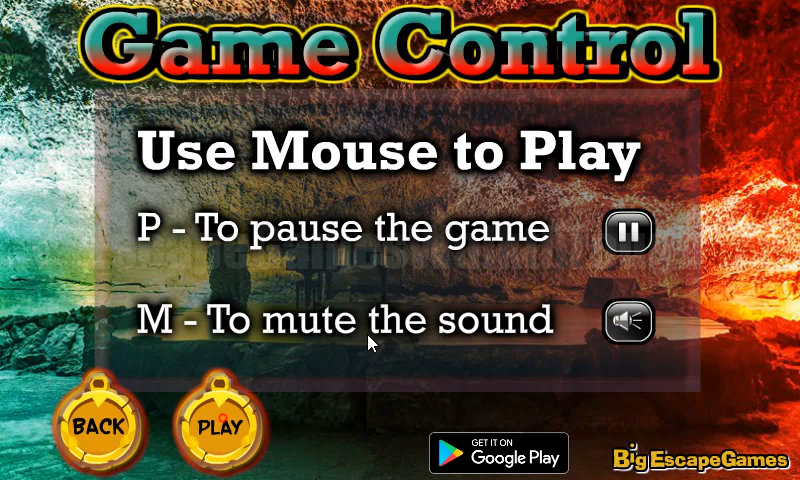 Game Control
Use Mouse to Play
P - To pause the game
M - To mute the sound
BACK
PLAY
GET IT ON
Google Play
BigEscapeGames